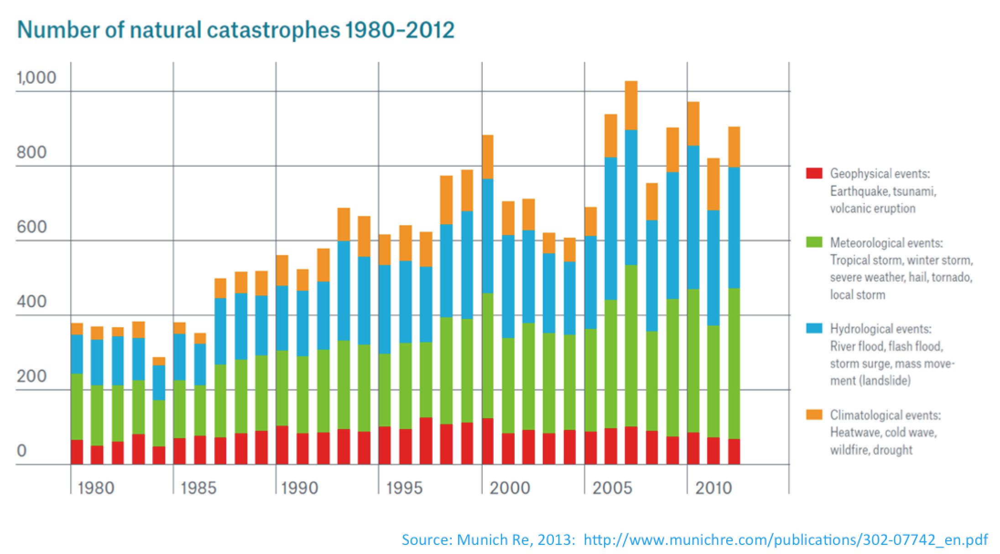 Number of natural catastrophes 1980–2012
1,000
800
600
400
200
0
1980 1985 1990 1995 2000 2005 2010
Geophysical events:
Earthquake, tsunami,
volcanic eruption
Meteorological events:
Tropical storm, winter storm,
severe weather, hail, tornado,
local storm
Hydrological events:
River flood, flash flood,
storm surge, mass move-
ment (landslide)
Climatological events:
Heatwave, cold wave,
wildfire, drought
Source: Munich Re, 2013: http://www.munichre.com/publications/302-07742_en.pdf